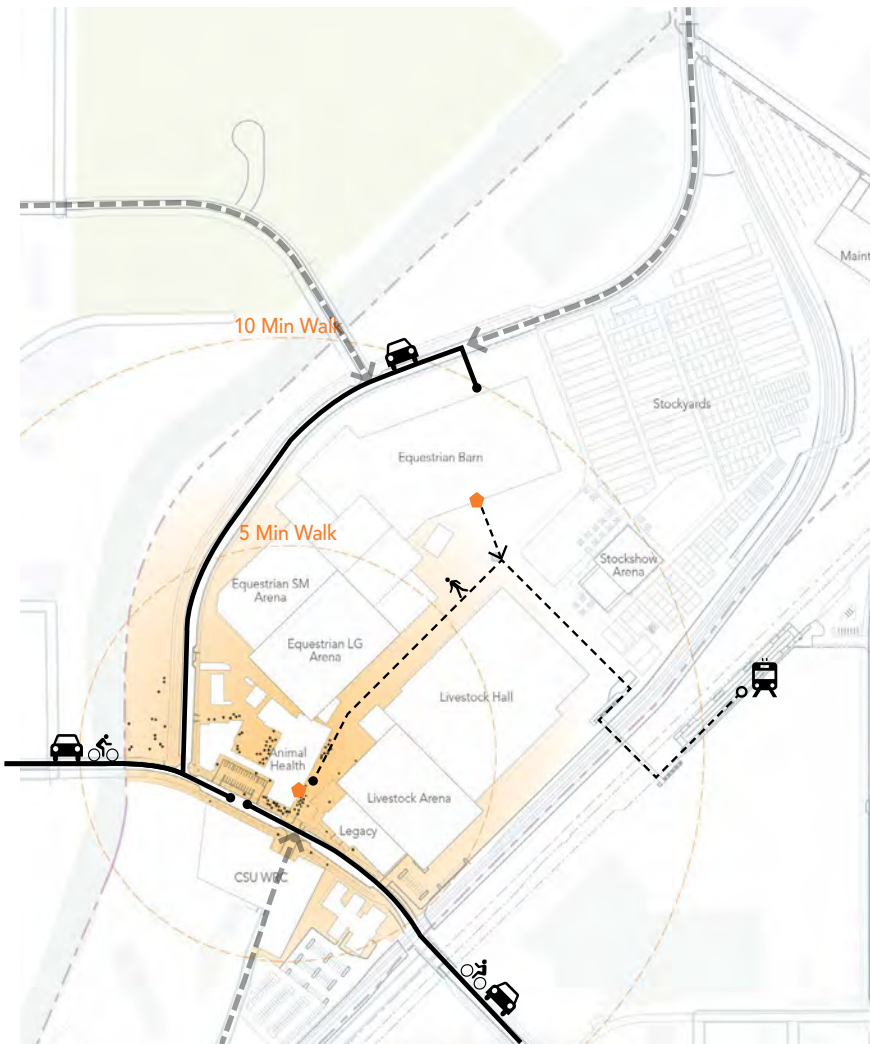 Maint
10 Min Walk
Stockyards
Equestrian Barn
5 Min Walk
Stockshow
Arena
Equestrian SM
Arena
Equestrian LG
Arena
Livestock Hall
Animal
Health
Livestock Arena
Legacy
CSU WRC